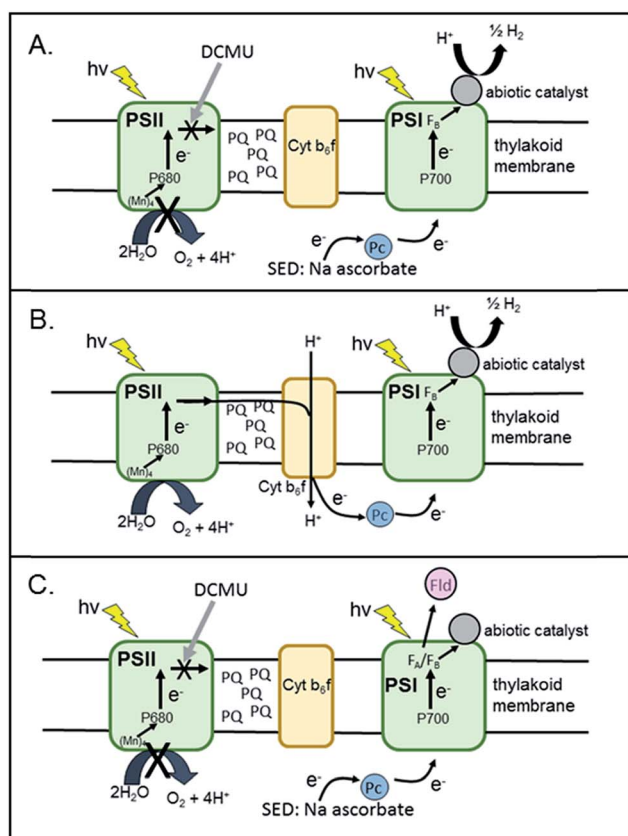 A.
DCMU
hν
H⁺ ½ H₂
abiotic catalyst
PSII
PSI F_B
PQ PQ
PQ
PQ PQ
Cyt b₆f
e⁻
e⁻
thylakoid
membrane
P680
P700
(Mn)₄
2H₂O
O₂ + 4H⁺
e⁻
Pc
e⁻
SED: Na ascorbate
B.
H⁺ ½ H₂
hν
H⁺
hν
abiotic catalyst
PSII
PSI F_B
PQ PQ
PQ
PQ PQ
e⁻
e⁻
thylakoid
membrane
P680
P700
(Mn)₄
Cyt b₆f
2H₂O
O₂ + 4H⁺
H⁺
e⁻
Pc
e⁻
C.
Fld
DCMU
hν
hν
abiotic catalyst
PSII
F_A/F_B
PQ PQ
PQ
PQ PQ
Cyt b₆f
PSI
e⁻
e⁻
thylakoid
membrane
P680
P700
(Mn)₄
2H₂O
O₂ + 4H⁺
e⁻
Pc
e⁻
SED: Na ascorbate